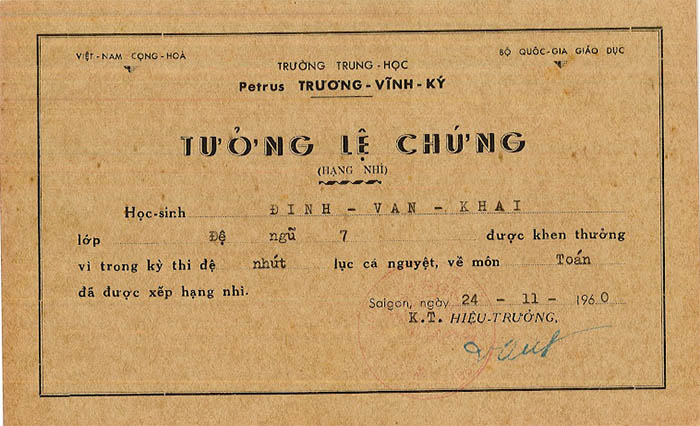 VIỆT-NAM CỘNG-HOÀ
BỘ QUỐC-GIA GIÁO DỤC
TRƯỜNG TRUNG-HỌC
Petrus TRƯƠNG-VĨNH-KÝ
TƯỞNG LỆ CHỨNG
(HẠNG NHÌ)
Học-sinh ĐINH - VAN - KHAI
lớp Đệ ngũ 7 được khen thưởng
vì trong kỳ thi đệ nhút lục cá nguyệt, về môn Toán
đã được xếp hạng nhì.
Saigon, ngày 24 - 11 - 1960
K.T. HIỆU-TRƯỞNG,